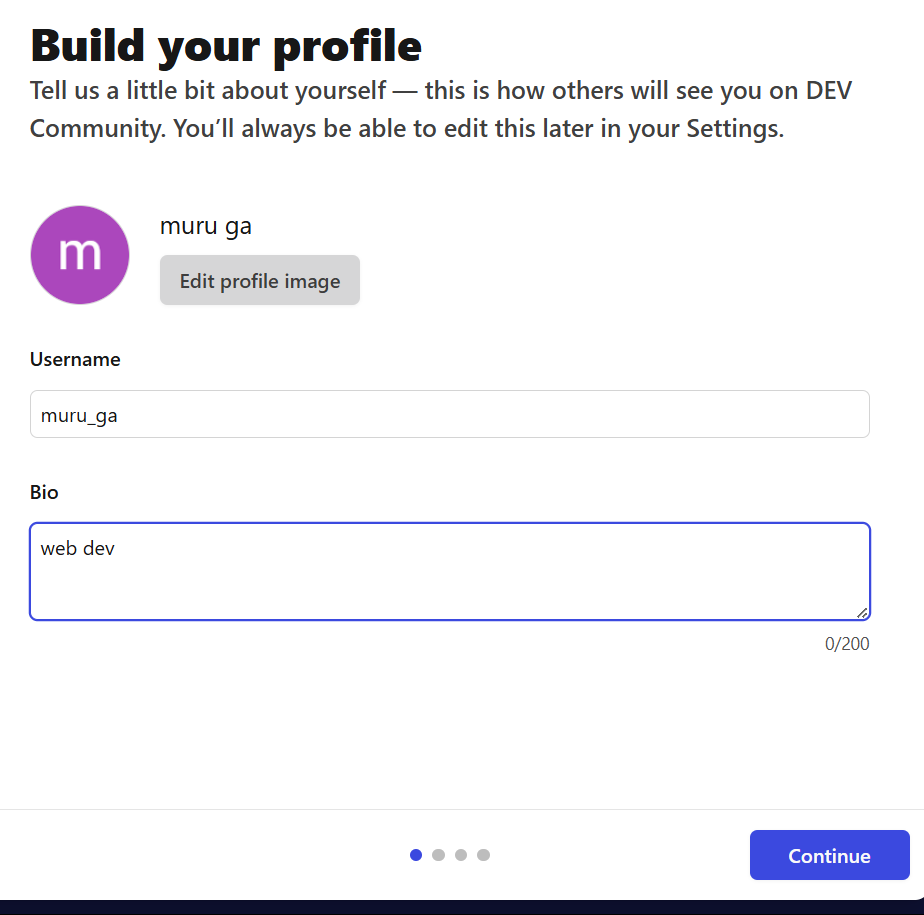 Build your profile
Tell us a little bit about yourself — this is how others will see you on DEV
Community. You’ll always be able to edit this later in your Settings.
m
muru ga
Edit profile image
Username
muru_ga
Bio
web dev
0/200
Continue